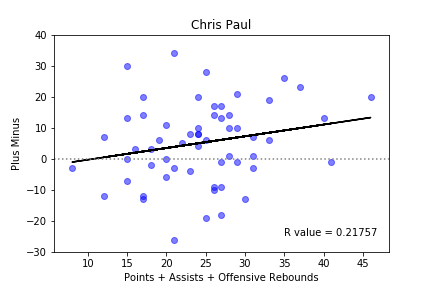 Chris Paul
40
30
20
10
0
−10
−20
−30
Plus Minus
R value = 0.21757
10 15 20 25 30 35 40 45
Points + Assists + Offensive Rebounds